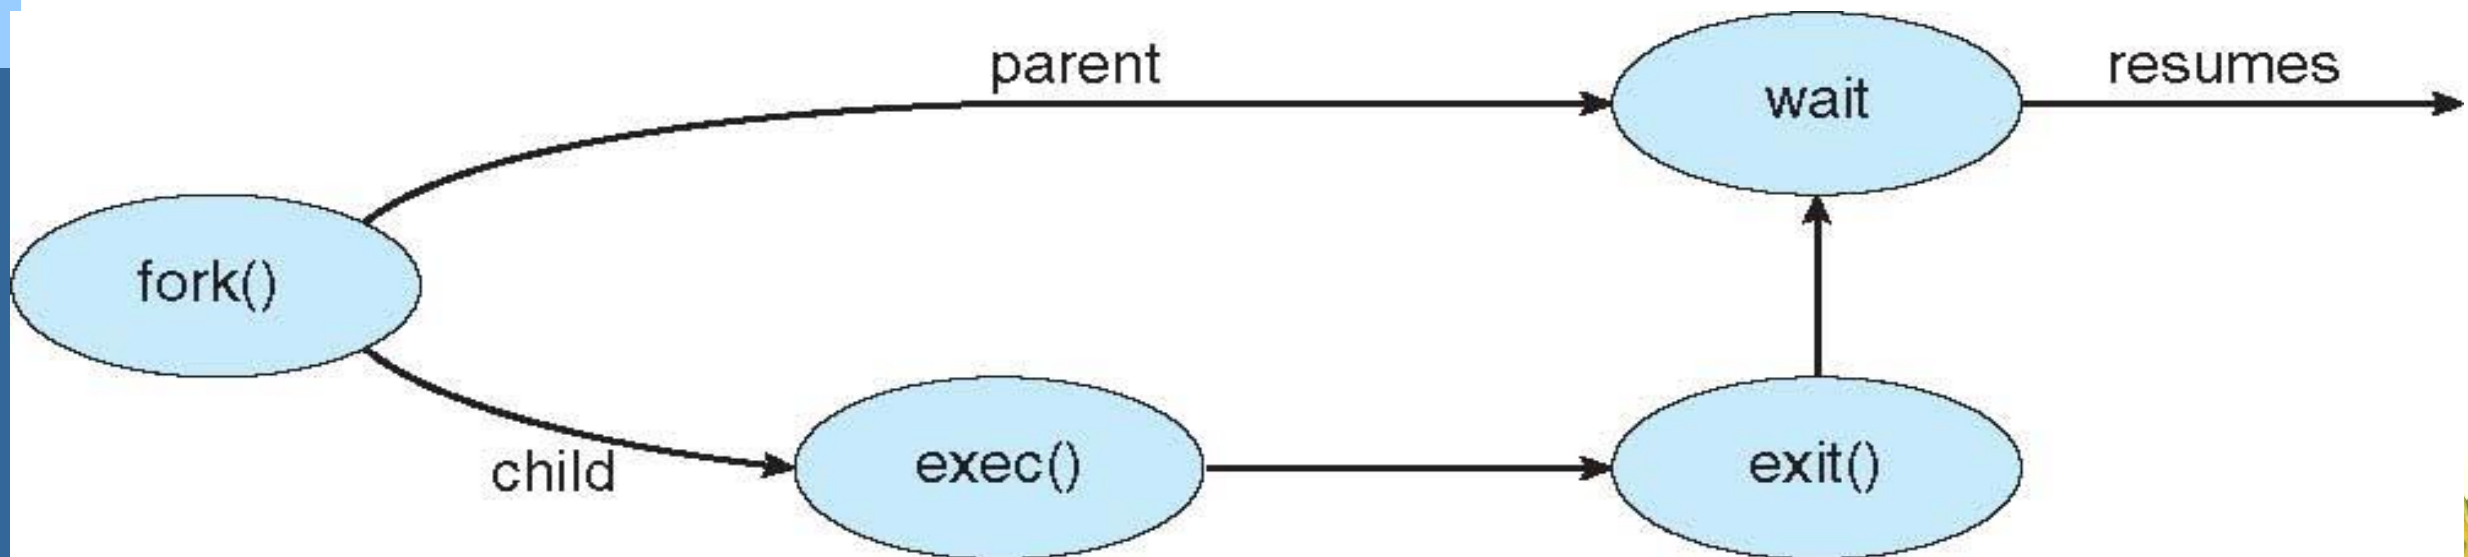 parent
resumes
wait
fork()
child
exec()
exit()